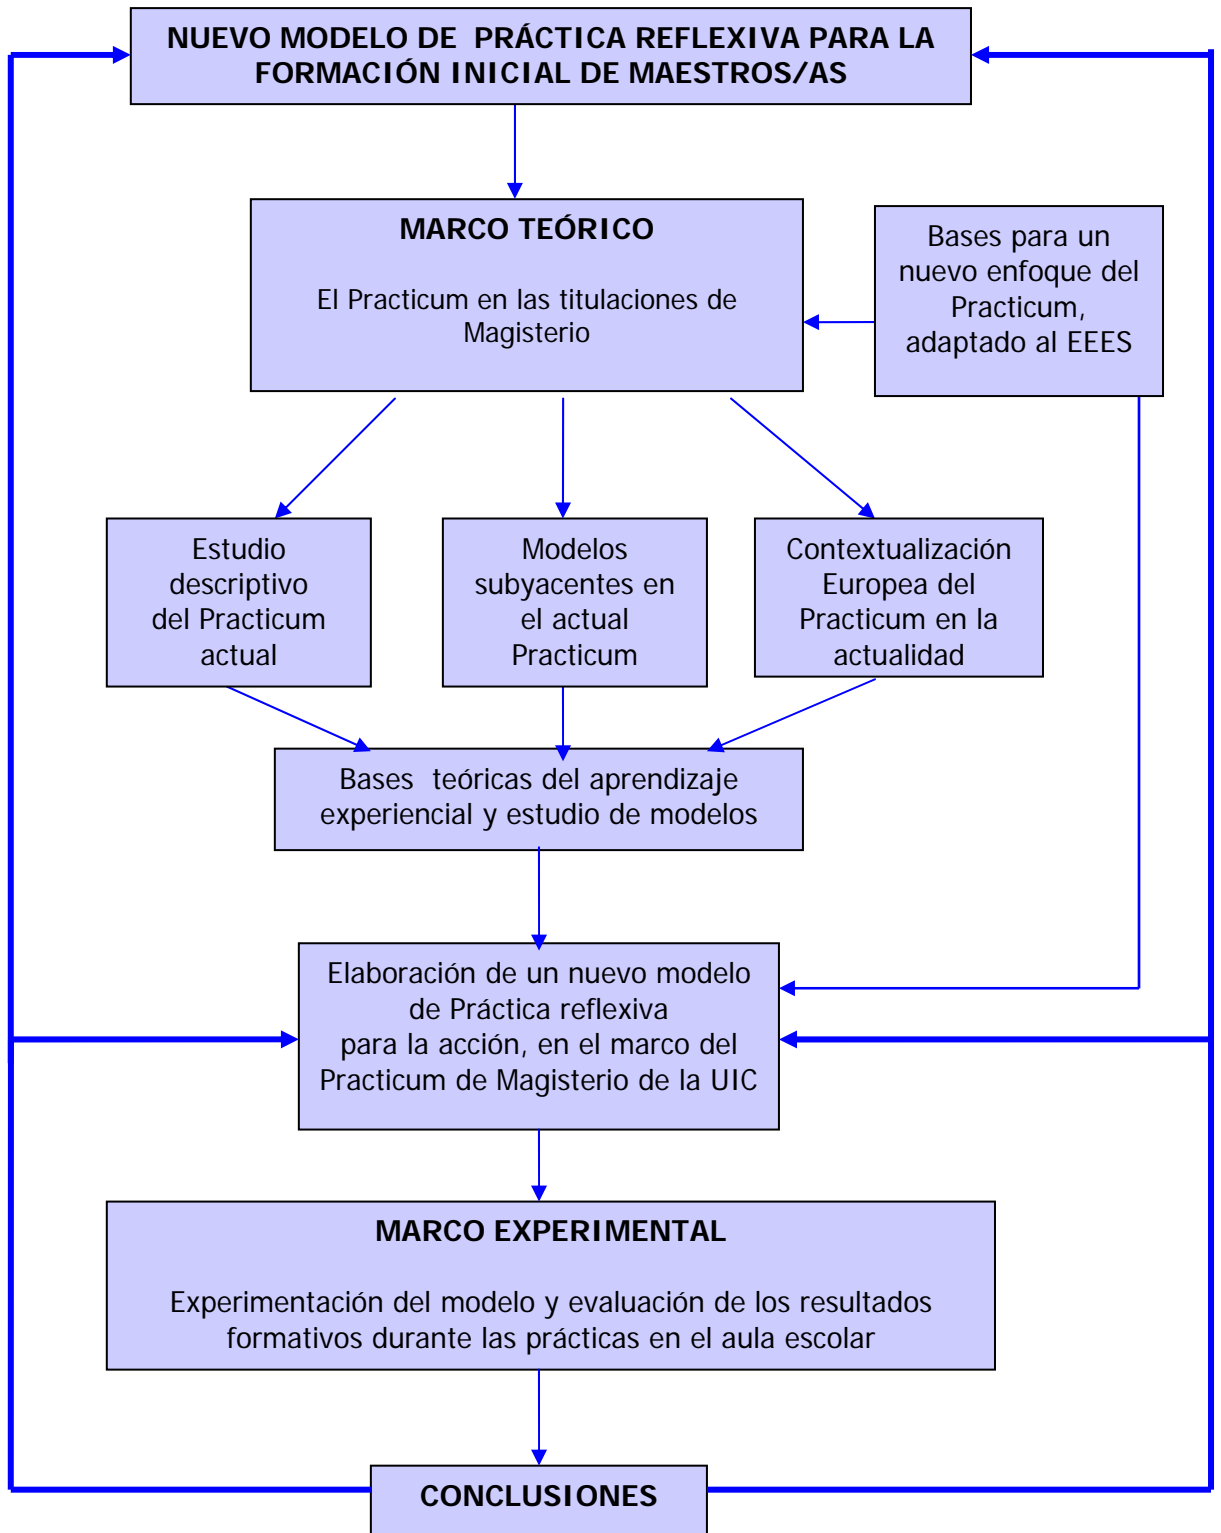 NUEVO MODELO DE PRÁCTICA REFLEXIVA PARA LA
FORMACIÓN INICIAL DE MAESTROS/AS
MARCO TEÓRICO
El Practicum en las titulaciones de
Magisterio
Bases para un
nuevo enfoque del
Practicum,
adaptado al EEES
Estudio
descriptivo
del Practicum
actual
Modelos
subyacentes en
el actual
Practicum
Contextualización
Europea del
Practicum en la
actualidad
Bases teóricas del aprendizaje
experiencial y estudio de modelos
Elaboración de un nuevo modelo
de Práctica reflexiva
para la acción, en el marco del
Practicum de Magisterio de la UIC
MARCO EXPERIMENTAL
Experimentación del modelo y evaluación de los resultados
formativos durante las prácticas en el aula escolar
CONCLUSIONES